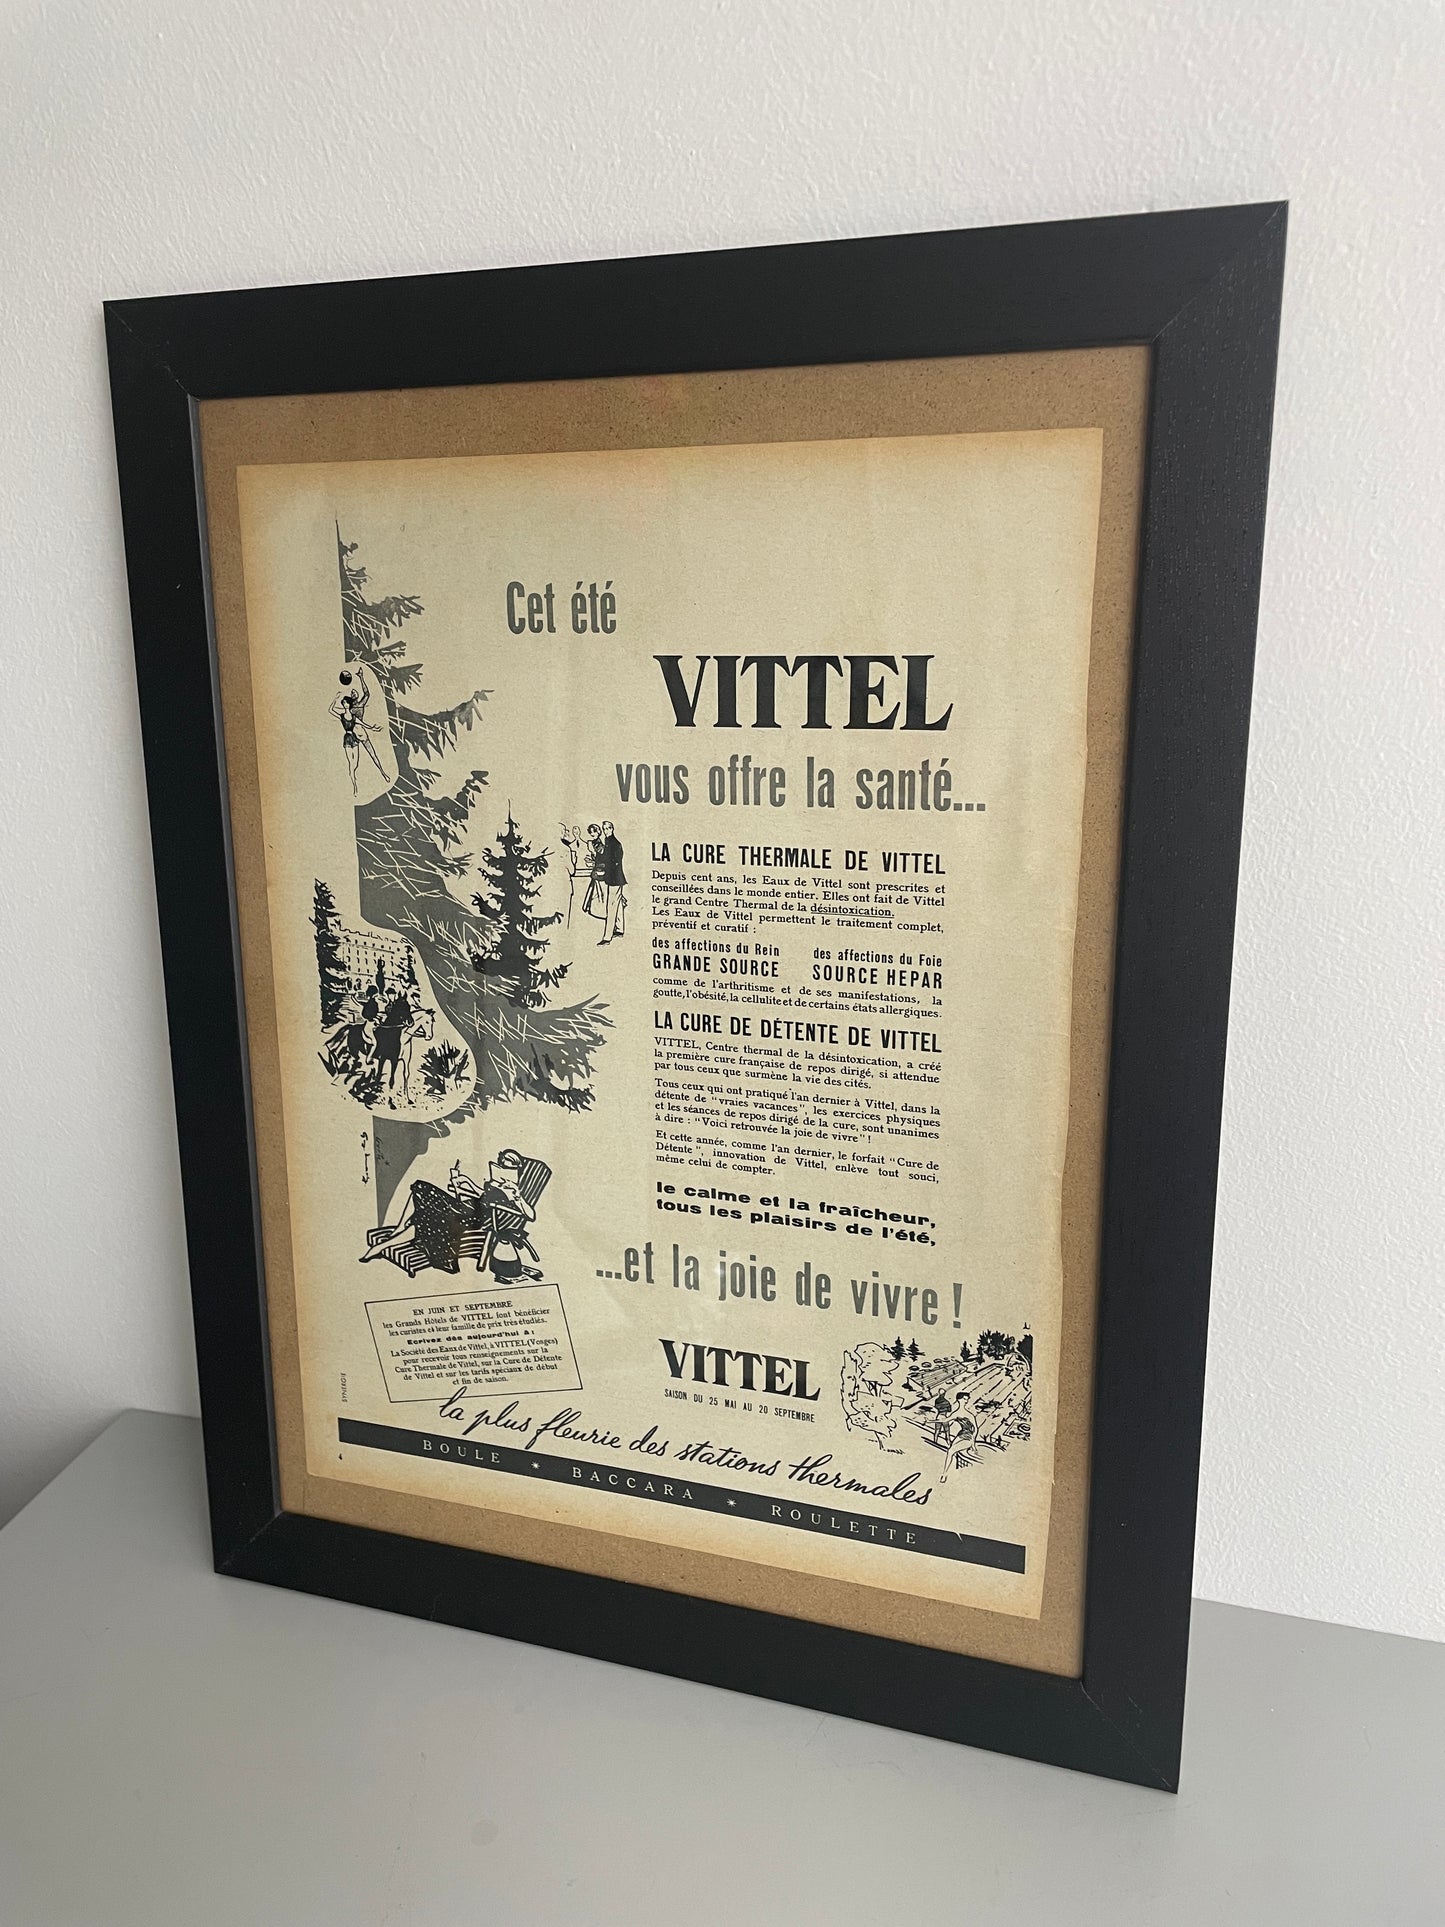 Cet été
VITTEL
vous offre la santé...
LA CURE THERMALE DE VITTEL
Depuis cent ans, les Eaux de Vittel sont prescrites et
conseillées dans le monde entier. Elles ont fait de Vittel
le grand Centre Thermal de la désintoxication.
Les Eaux de Vittel permettent le traitement complet,
préventif et curatif :
des affections du Rein des affections du Foie
GRANDE SOURCE SOURCE HEPAR
comme de l'arthritisme et de ses manifestations, la
goutte, l'obésité, la cellulite et de certains états allergiques.
LA CURE DE DÉTENTE DE VITTEL
VITTEL, Centre thermal de la désintoxication, a créé
la première cure française de repos dirigé, si attendue
par tous ceux que surmène la vie des cités.
Tous ceux qui ont pratiqué l'an dernier à Vittel, dans la
détente de "vraies vacances", les exercices physiques
et les séances de repos dirigé de la cure, sont unanimes
à dire : "Voici retrouvée la joie de vivre" !
Et cette année, comme l'an dernier, le forfait "Cure de
Détente", innovation de Vittel, enlève tout souci,
même celui de compter.
le calme et la fraîcheur,
tous les plaisirs de l'été,
...et la joie de vivre !
EN JUIN ET SEPTEMBRE
les Grands Hôtels de VITTEL font bénéficier
les curistes et leur famille de prix très étudiés.
Ecrivez dès aujourd'hui à :
La Société des Eaux de Vittel, à VITTEL (Vosges)
pour recevoir tous renseignements sur la
Cure Thermale de Vittel, sur la Cure de Détente
de Vittel et sur les tarifs spéciaux de début
et fin de saison.
SYNERGIE
VITTEL
SAISON DU 25 MAI AU 20 SEPTEMBRE
la plus fleurie des stations thermales
BOULE * BACCARA * ROULETTE
4